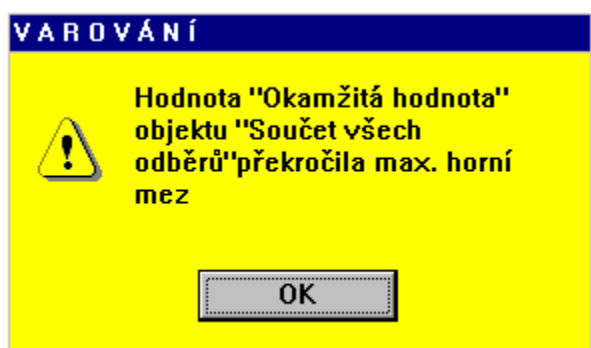 VAROVÁNÍ
Hodnota "Okamžitá hodnota"
objektu "Součet všech
odběrů"překročila max. horní
mez
OK